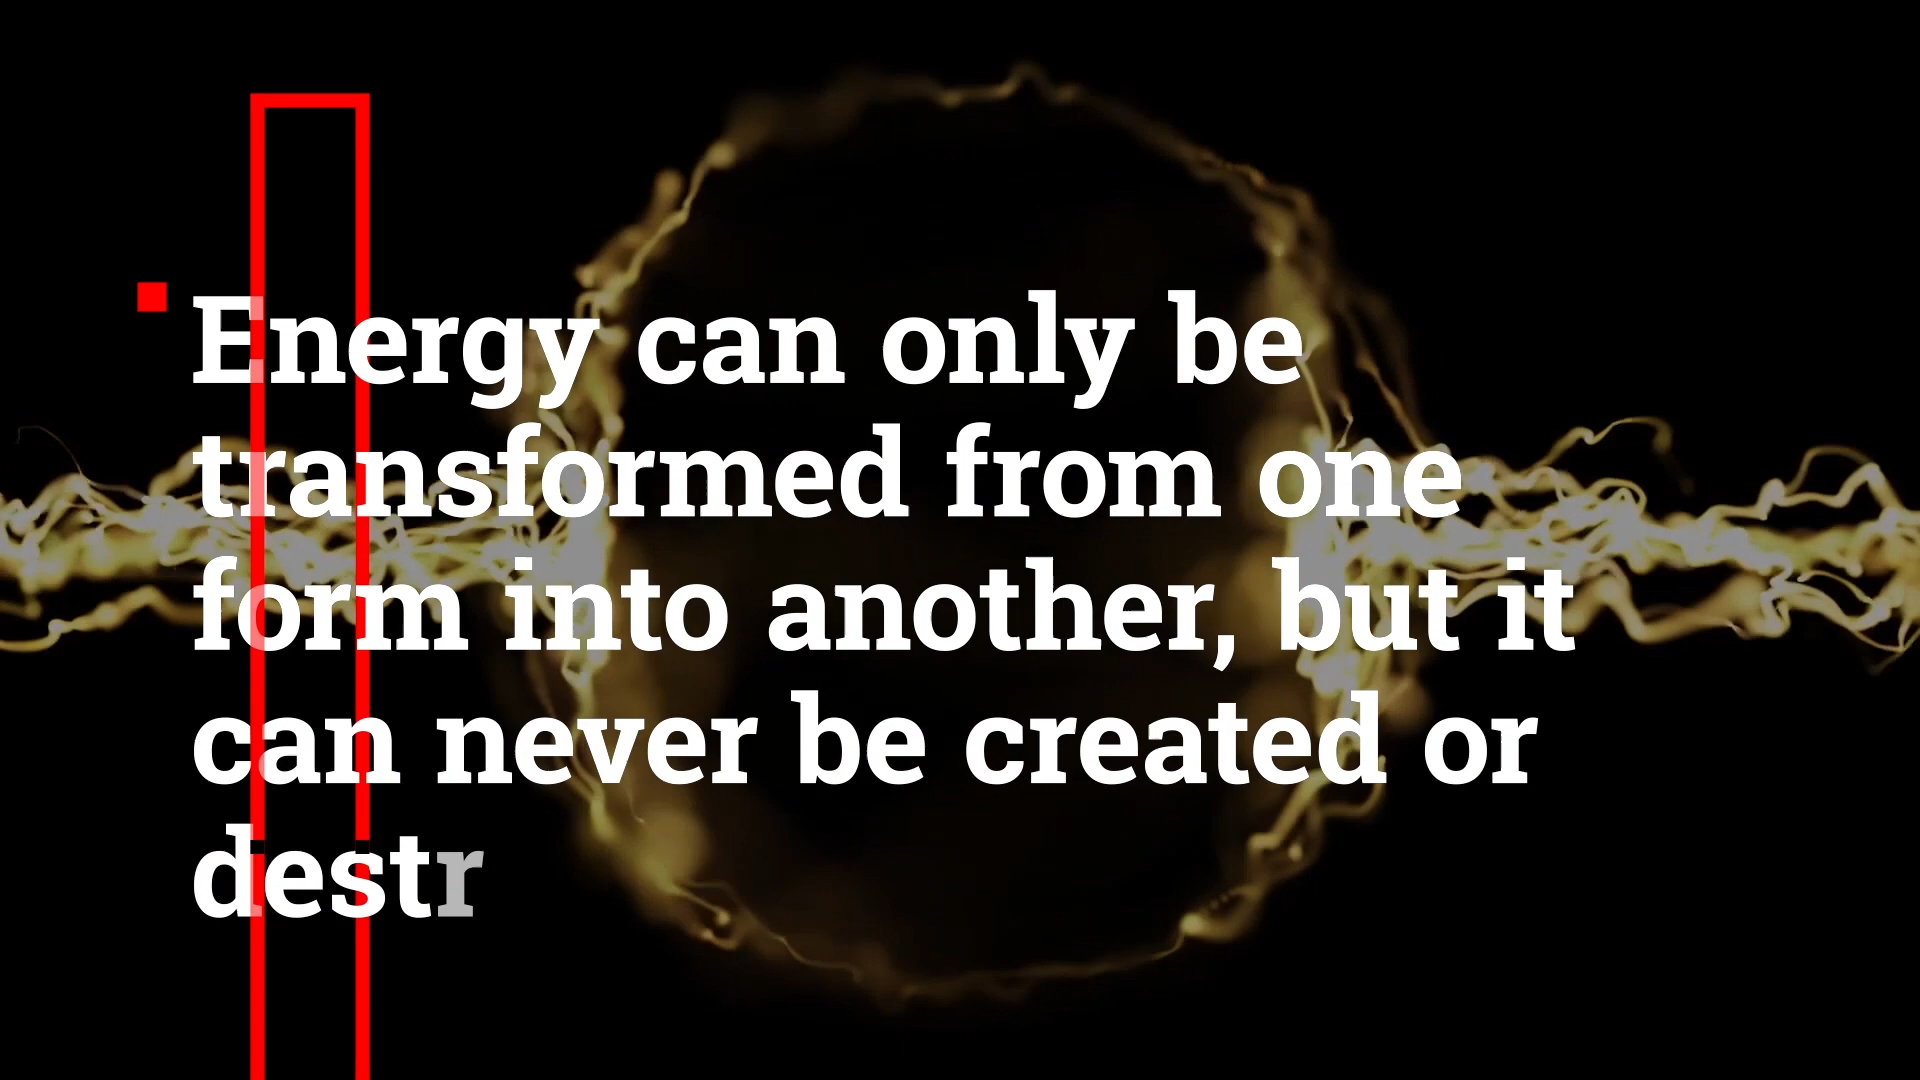 Energy can only be
transformed from one
form into another, but it
can never be created or
destr